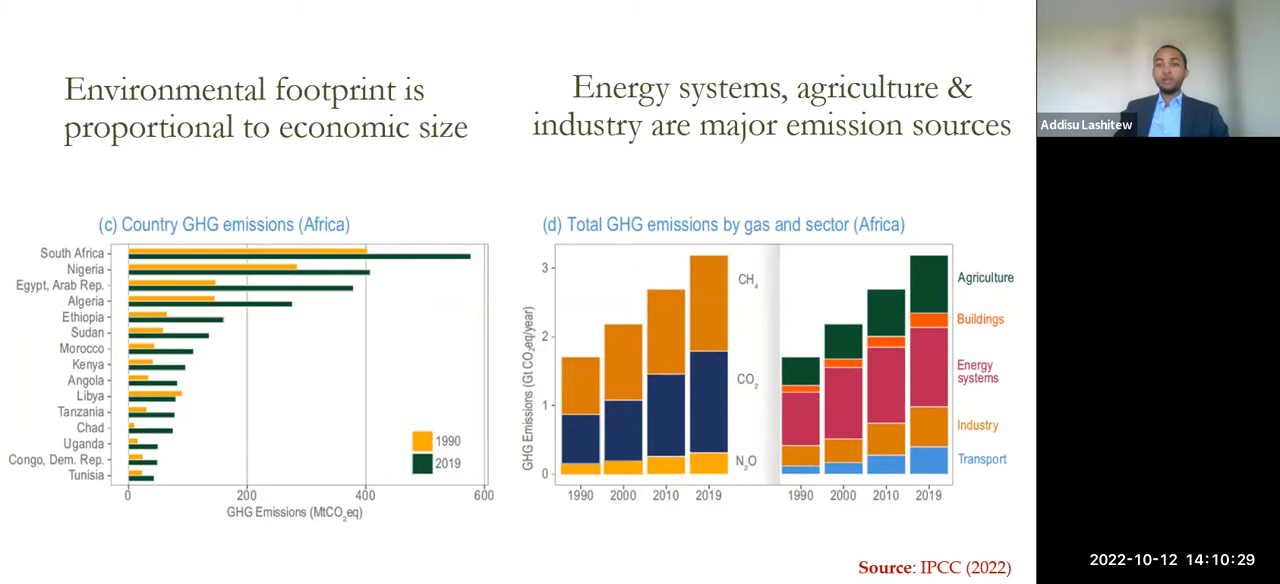 Environmental footprint is
proportional to economic size
Energy systems, agriculture &
industry are major emission sources
Addisu Lashitew
(c) Country GHG emissions (Africa)
South Africa
Nigeria
Egypt, Arab Rep.
Algeria
Ethiopia
Sudan
Morocco
Kenya
Angola
Libya
Tanzania
Chad
Uganda
Congo, Dem. Rep.
Tunisia
1990
2019
0 200 400 600
GHG Emissions (MtCO₂eq)
(d) Total GHG emissions by gas and sector (Africa)
GHG Emissions (Gt CO₂eq/year)
3
2
1
0
CH₄
CO₂
N₂O
1990 2000 2010 2019
Agriculture
Buildings
Energy
systems
Industry
Transport
1990 2000 2010 2019
Source: IPCC (2022)
2022-10-12 14:10:29